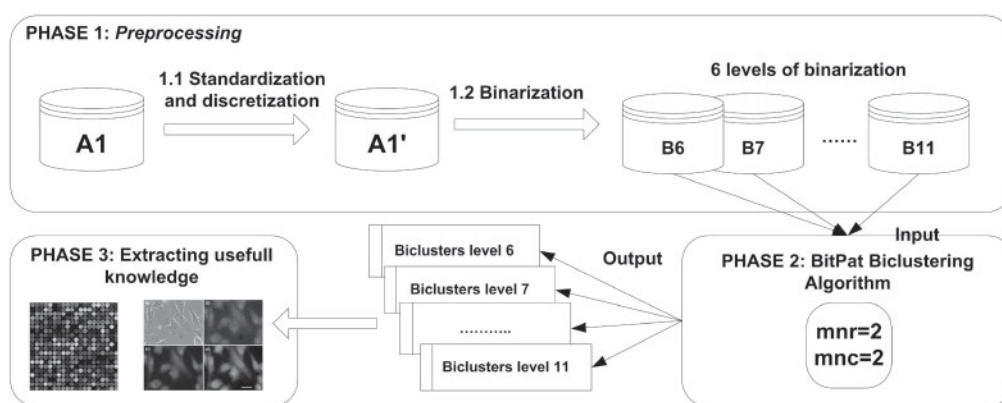 PHASE 1: Preprocessing
1.1 Standardization
and discretization
1.2 Binarization
6 levels of binarization
A1
A1'
B6
B7
......
B11
Input
PHASE 2: BitPat Biclustering
Algorithm
mnr=2
mnc=2
Output
Biclusters level 6
Biclusters level 7
...........
Biclusters level 11
PHASE 3: Extracting usefull
knowledge